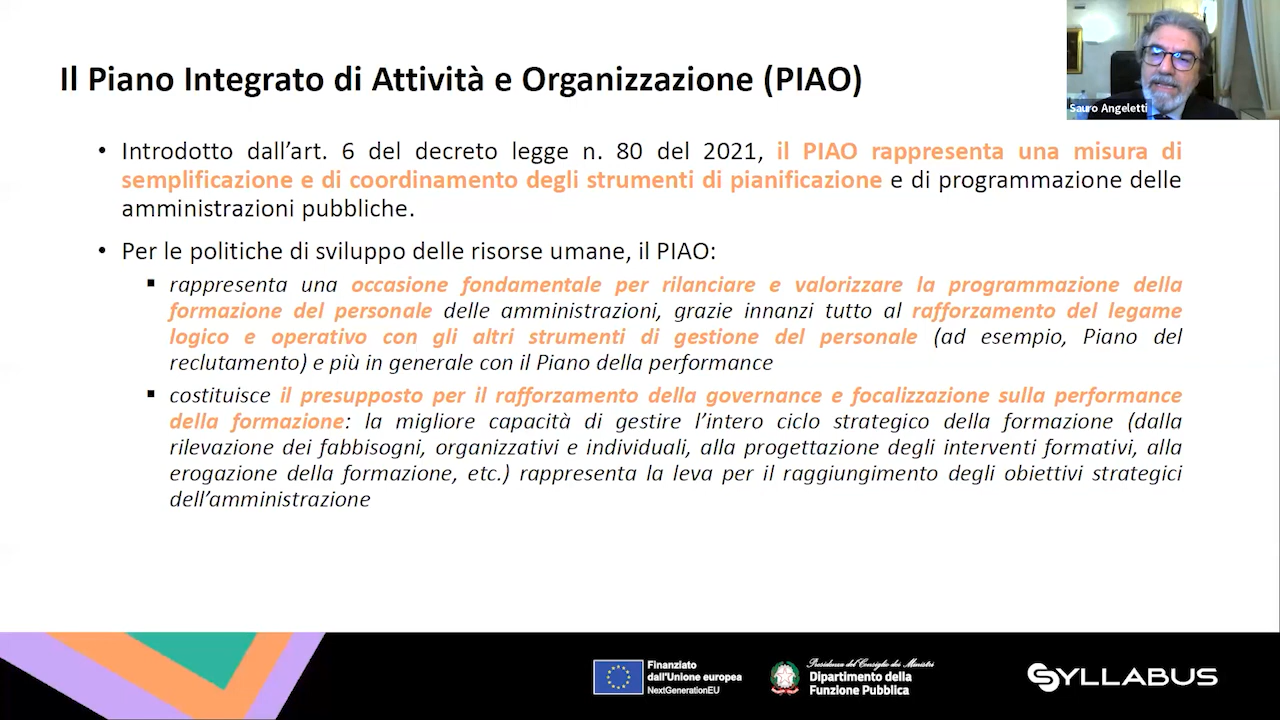 Il Piano Integrato di Attività e Organizzazione (PIAO)
Sauro Angeletti
• Introdotto dall’art. 6 del decreto legge n. 80 del 2021, il PIAO rappresenta una misura di
semplificazione e di coordinamento degli strumenti di pianificazione e di programmazione delle
amministrazioni pubbliche.
• Per le politiche di sviluppo delle risorse umane, il PIAO:
▪ rappresenta una occasione fondamentale per rilanciare e valorizzare la programmazione della
formazione del personale delle amministrazioni, grazie innanzi tutto al rafforzamento del legame
logico e operativo con gli altri strumenti di gestione del personale (ad esempio, Piano del
reclutamento) e più in generale con il Piano della performance
▪ costituisce il presupposto per il rafforzamento della governance e focalizzazione sulla performance
della formazione: la migliore capacità di gestire l’intero ciclo strategico della formazione (dalla
rilevazione dei fabbisogni, organizzativi e individuali, alla progettazione degli interventi formativi, alla
erogazione della formazione, etc.) rappresenta la leva per il raggiungimento degli obiettivi strategici
dell’amministrazione
Finanziato
dall'Unione europea
NextGenerationEU
Presidenza del Consiglio dei Ministri
Dipartimento della
Funzione Pubblica
SYLLABUS